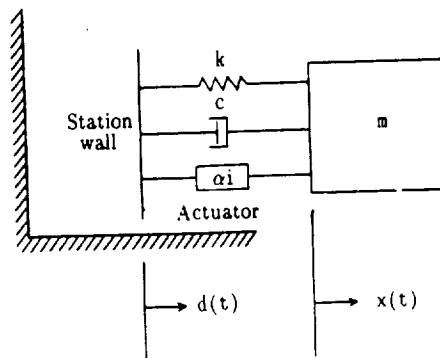 k
c
Station
wall
m
αi
Actuator
d(t)
x(t)